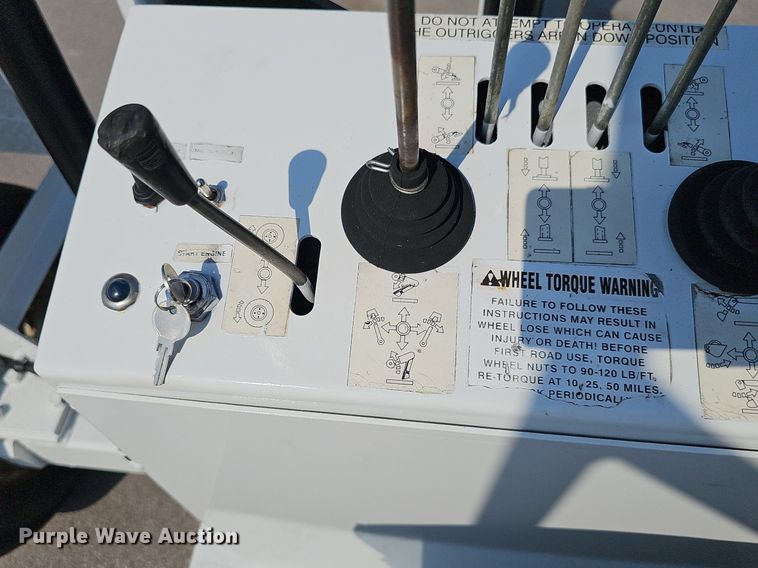 DO NOT ATTEMPT TO OPERATE UNTIL
THE OUTRIGGERS ARE IN DOWN POSITION
START ENGINE
WHEEL TORQUE WARNING
FAILURE TO FOLLOW THESE
INSTRUCTIONS MAY RESULT IN
WHEEL LOSE WHICH CAN CAUSE
INJURY OR DEATH! BEFORE
FIRST ROAD USE, TORQUE
WHEEL NUTS TO 90-120 LB/FT.
RE-TORQUE AT 10, 25, 50 MILES
PERIODICALLY
Purple Wave Auction